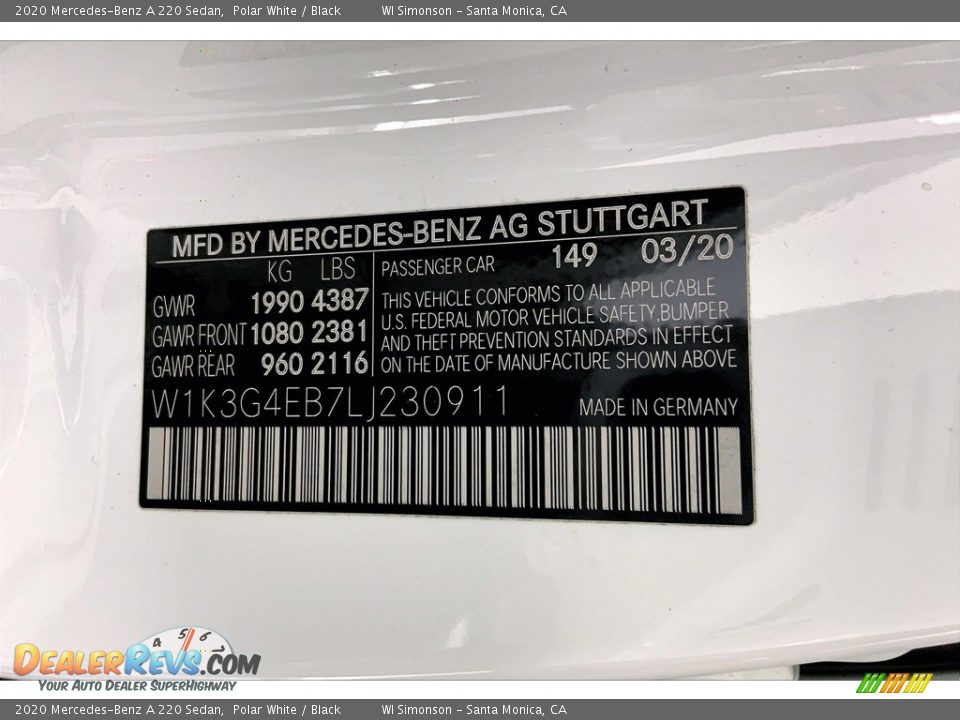 2020 Mercedes-Benz A 220 Sedan, Polar White / Black WI Simonson - Santa Monica, CA
MFD BY MERCEDES-BENZ AG STUTTGART
KG LBS PASSENGER CAR 149 03/20
GVWR 1990 4387
GAWR FRONT 1080 2381
GAWR REAR 960 2116
THIS VEHICLE CONFORMS TO ALL APPLICABLE
U.S. FEDERAL MOTOR VEHICLE SAFETY,BUMPER
AND THEFT PREVENTION STANDARDS IN EFFECT
ON THE DATE OF MANUFACTURE SHOWN ABOVE
W1K3G4EB7LJ230911 MADE IN GERMANY
4 5 6
DEALERREVS.COM
YOUR AUTO DEALER SUPERHIGHWAY
2020 Mercedes-Benz A 220 Sedan, Polar White / Black WI Simonson - Santa Monica, CA